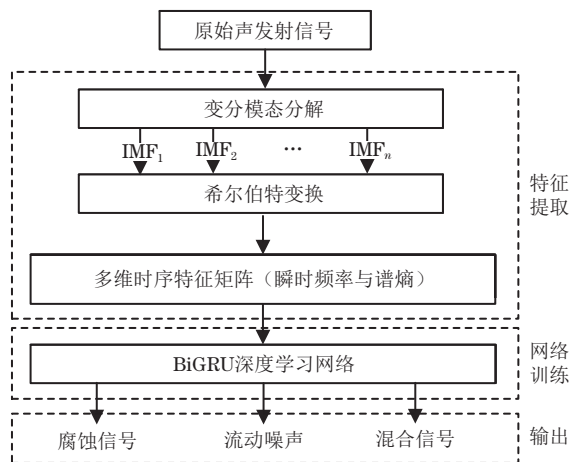 原始声发射信号
变分模态分解
IMF₁ IMF₂ … IMFₙ
希尔伯特变换
特征
提取
多维时序特征矩阵（瞬时频率与谱熵）
BiGRU深度学习网络
网络
训练
腐蚀信号 流动噪声 混合信号 输出